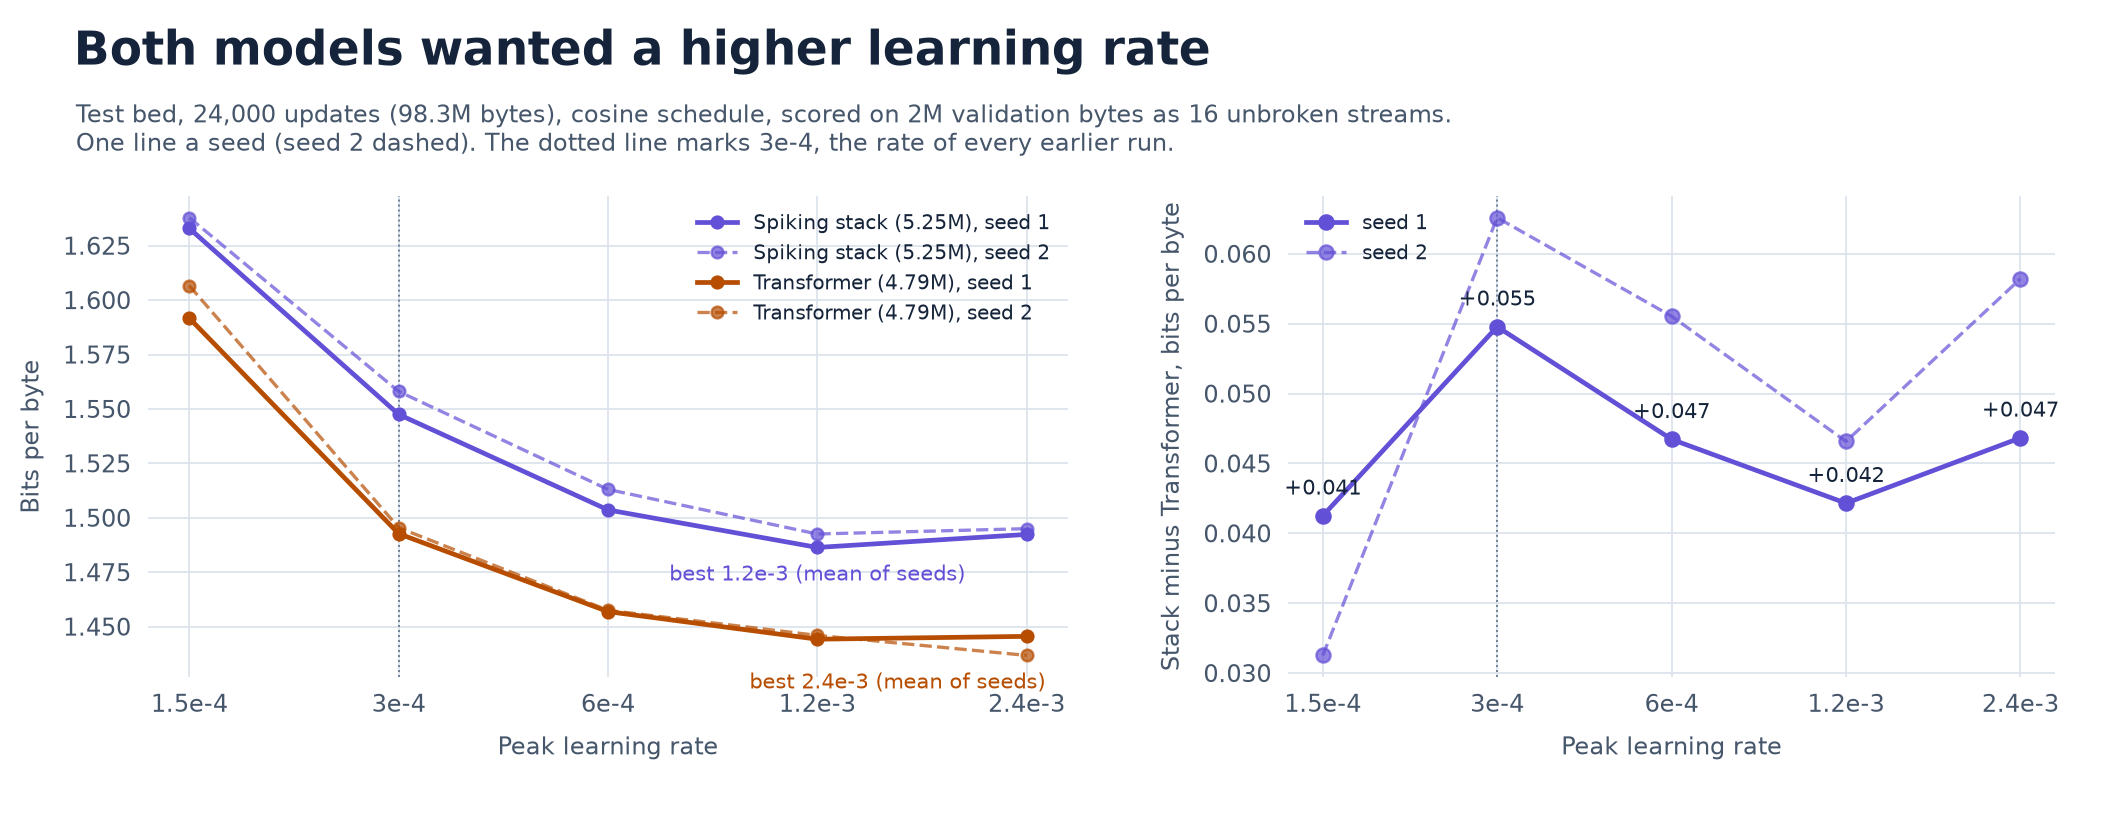 Both models wanted a higher learning rate
Test bed, 24,000 updates (98.3M bytes), cosine schedule, scored on 2M validation bytes as 16 unbroken streams.
One line a seed (seed 2 dashed). The dotted line marks 3e-4, the rate of every earlier run.
Bits per byte
1.625
1.600
1.575
1.550
1.525
1.500
1.475
1.450
Spiking stack (5.25M), seed 1
Spiking stack (5.25M), seed 2
Transformer (4.79M), seed 1
Transformer (4.79M), seed 2
best 1.2e-3 (mean of seeds)
best 2.4e-3 (mean of seeds)
1.5e-4 3e-4 6e-4 1.2e-3 2.4e-3
Peak learning rate
Stack minus Transformer, bits per byte
0.060
0.055
0.050
0.045
0.040
0.035
0.030
seed 1
seed 2
+0.041
+0.055
+0.047
+0.042
+0.047
1.5e-4 3e-4 6e-4 1.2e-3 2.4e-3
Peak learning rate